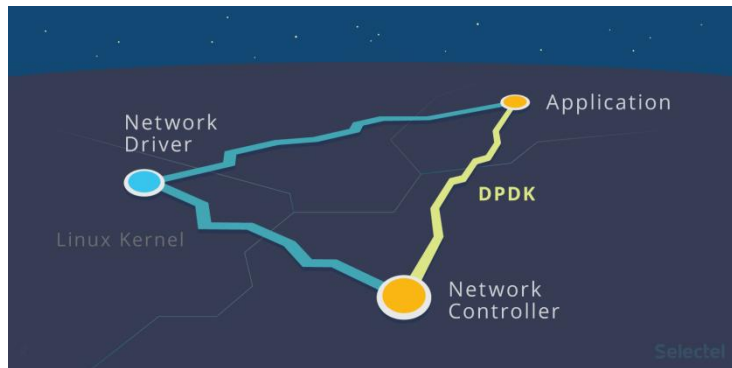 Application
Network
Driver
DPDK
Linux Kernel
Network
Controller
Selectel